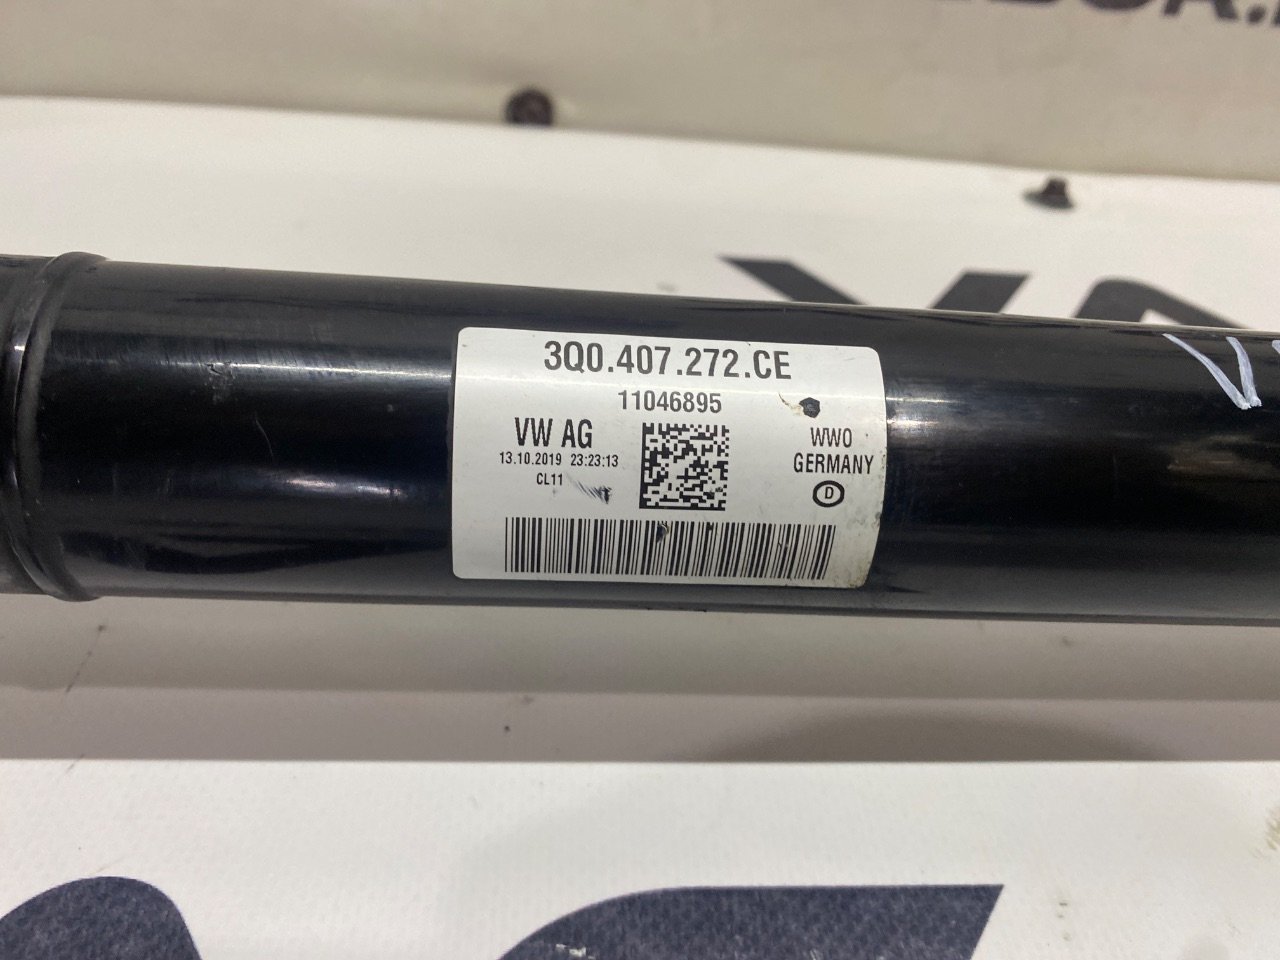 3Q0.407.272.CE
11046895
VW AG
13.10.2019 23:23:13
CL11
WWO
GERMANY
D